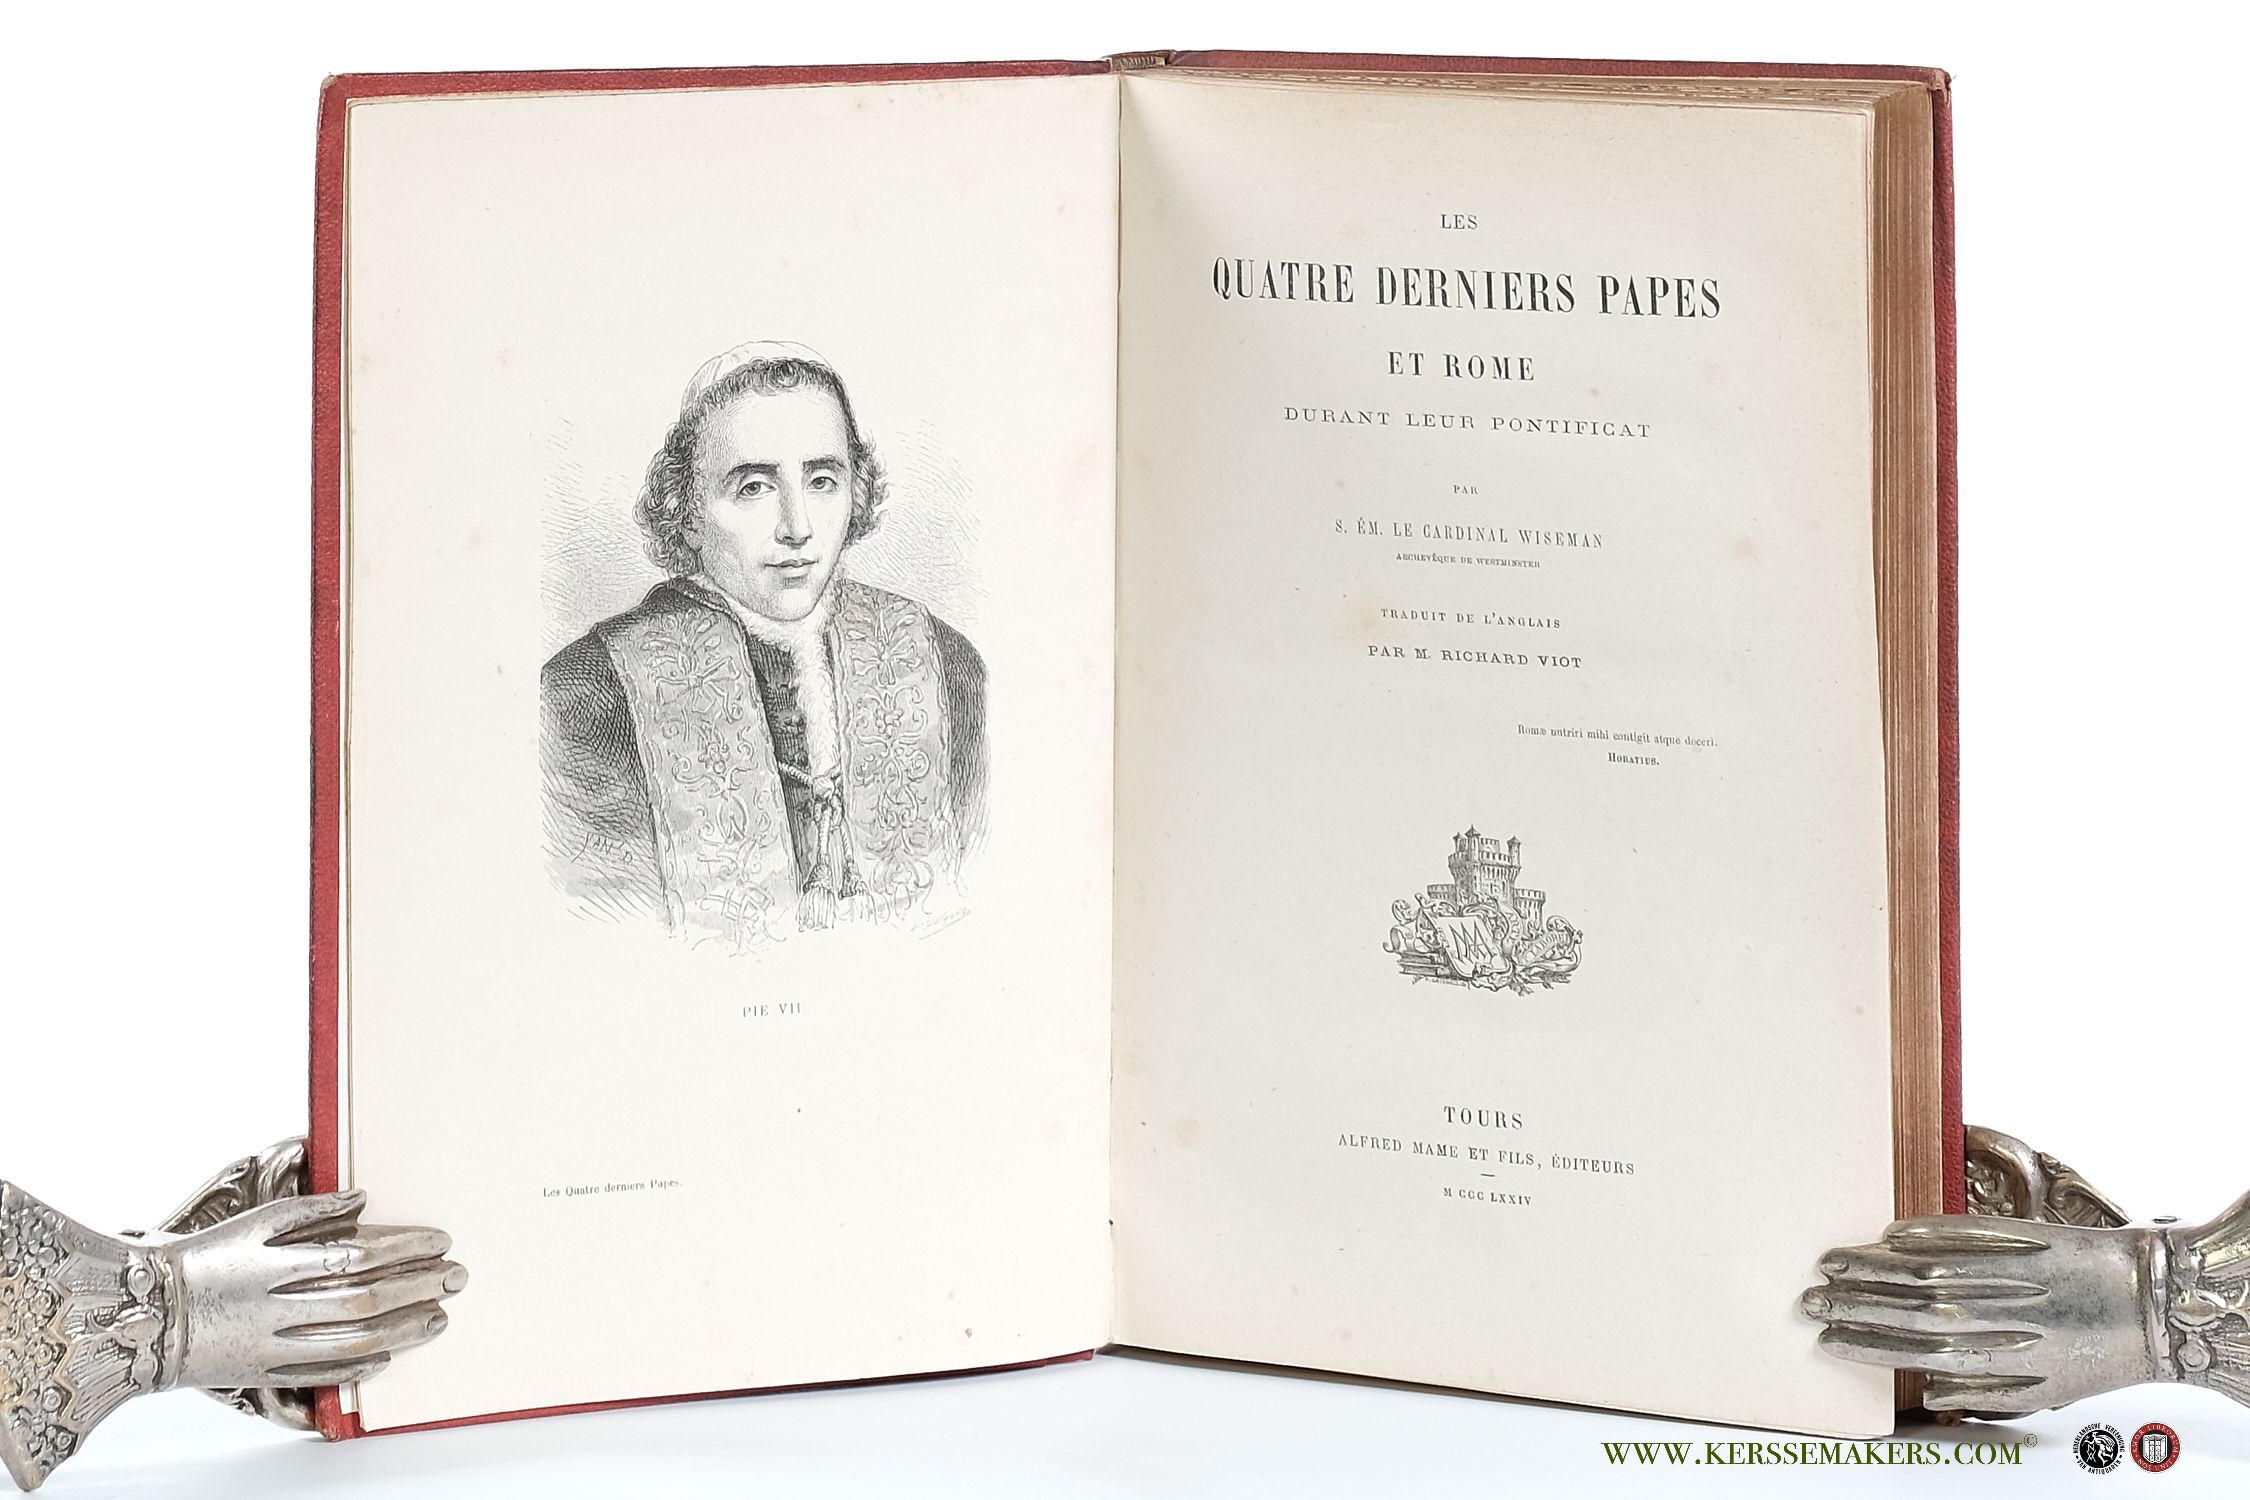 PIE VII
Les Quatre derniers Papes.
LES
QUATRE DERNIERS PAPES
ET ROME
DURANT LEUR PONTIFICAT
PAR
S. ÉM. LE CARDINAL WISEMAN
ARCHEVÊQUE DE WESTMINSTER
TRADUIT DE L'ANGLAIS
PAR M. RICHARD VIOT
Romæ nutriri mihi contigit atque doceri.
HORATIUS.
TOURS
ALFRED MAME ET FILS, ÉDITEURS
M CCC LXXIV
WWW.KERSSEMAKERS.COM©